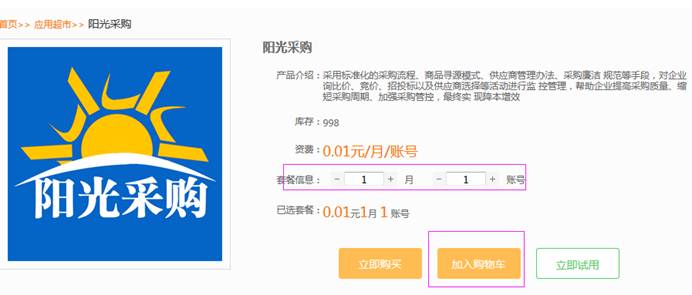 首页>> 应用超市>> 阳光采购
阳光采购
阳光采购
产品介绍：采用标准化的采购流程、商品寻源模式、供应商管理办法、采购廉洁 规范等手段，对企业
询比价、竞价、招投标以及供应商选择等活动进行监 控管理，帮助企业提高采购质量、缩
短采购周期、加强采购管控，最终实 现降本增效
库存：998
资费：0.01元/月/账号
套餐信息： － 1 ＋ 月 － 1 ＋ 账号
已选套餐：0.01元1月 1 账号
立即购买 加入购物车 立即试用